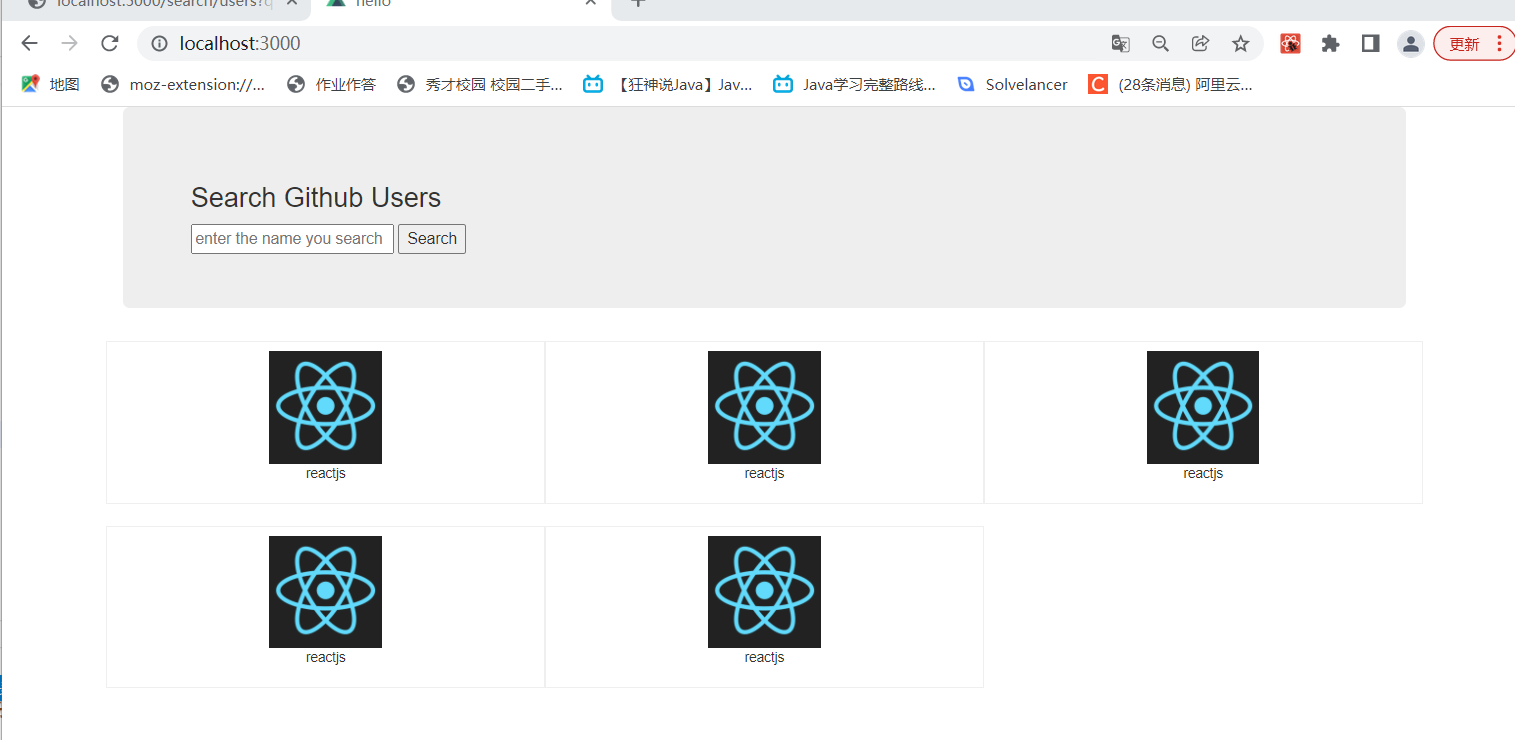 localhost:5000/search/users?q
hello
localhost:3000
更新
地图
moz-extension://...
作业作答
秀才校园 校园二手...
【狂神说Java】Jav...
Java学习完整路线...
Solvelancer
C
(28条消息) 阿里云...
Search Github Users
enter the name you search
Search
reactjs
reactjs
reactjs
reactjs
reactjs